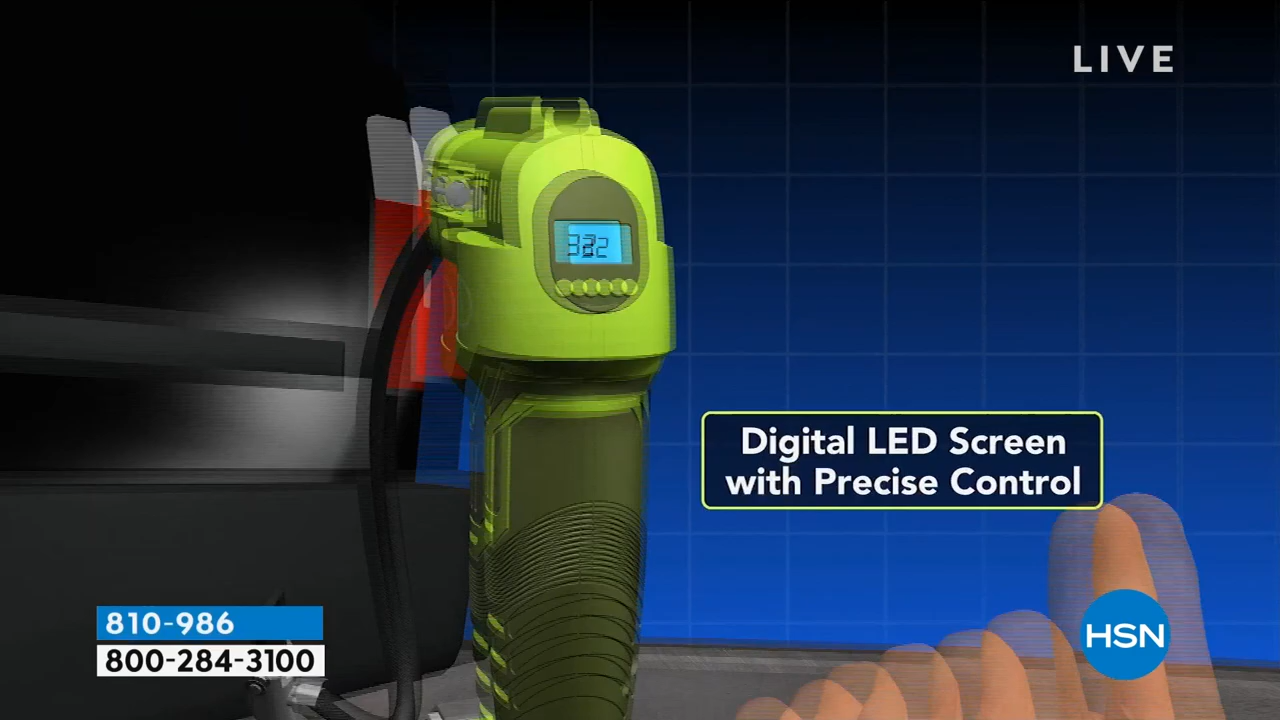 LIVE
Digital LED Screen
with Precise Control
810-986
800-284-3100
HSN